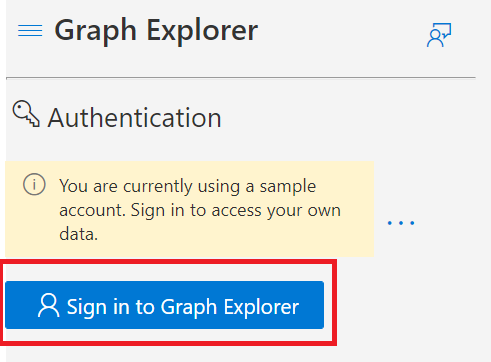 Graph Explorer
Authentication
You are currently using a sample
account. Sign in to access your own
data.
Sign in to Graph Explorer